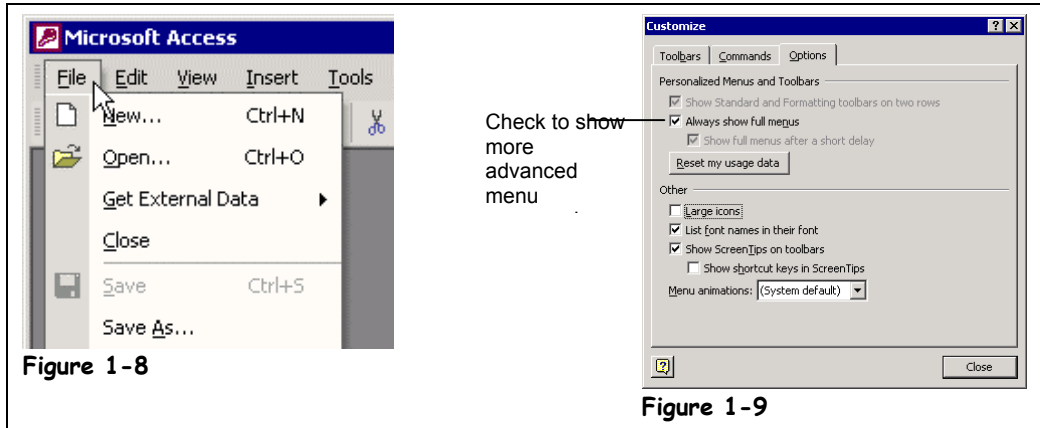 Microsoft Access
File Edit View Insert Tools
New... Ctrl+N
Open... Ctrl+O
Get External Data
Close
Save Ctrl+S
Save As...
Figure 1-8
Check to show
more
advanced
menu
Customize
Toolbars Commands Options
Personalized Menus and Toolbars
Show Standard and Formatting toolbars on two rows
Always show full menus
Show full menus after a short delay
Reset my usage data
Other
Large icons
List font names in their font
Show ScreenTips on toolbars
Show shortcut keys in ScreenTips
Menu animations: (System default)
Close
Figure 1-9